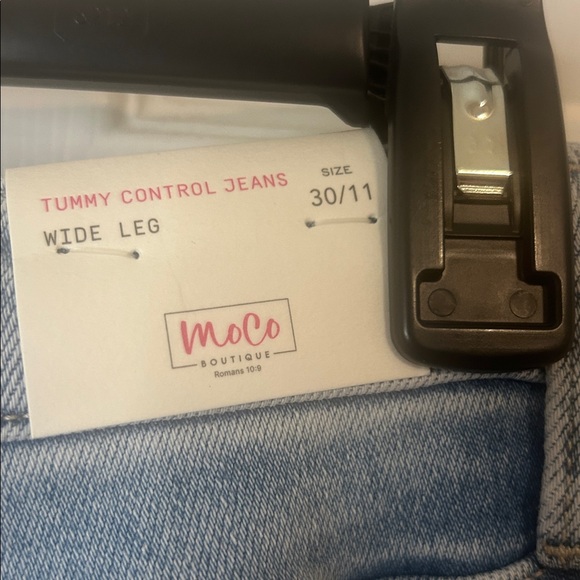 TUMMY CONTROL JEANS
SIZE
30/11
WIDE LEG
MoCo
BOUTIQUE
Romans 10:9